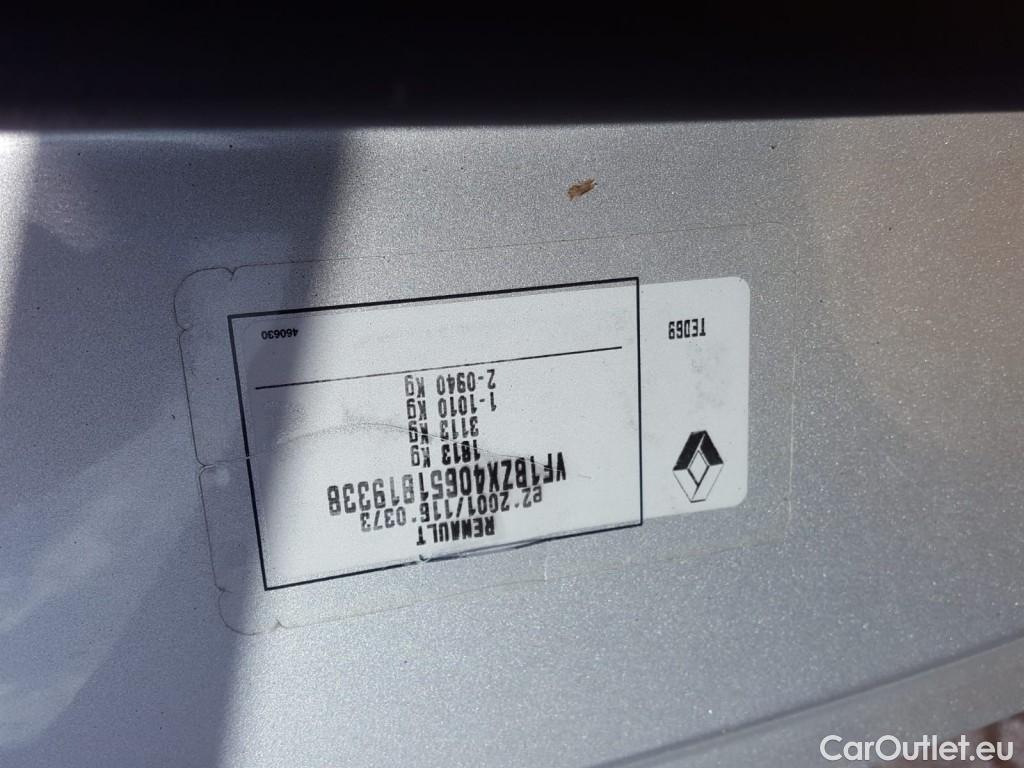 RENAULT
e2*2001/116*0373
VF1BZX40651819338
1813 Kg
3113 Kg
1-1010 Kg
2-0940 Kg
460630
TED69
CarOutlet.eu